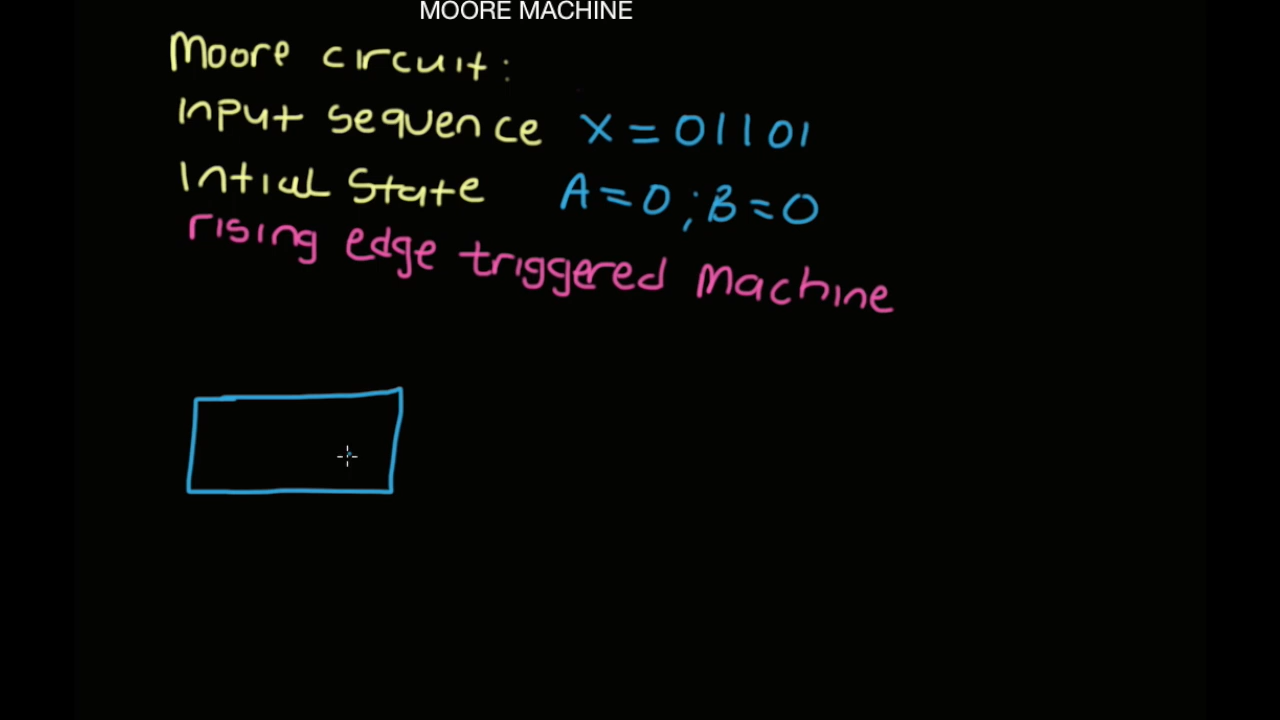 MOORE MACHINE
Moore circuit:
Input sequence X = 01101
Intial State A = 0 ; B = 0
rising edge triggered Machine